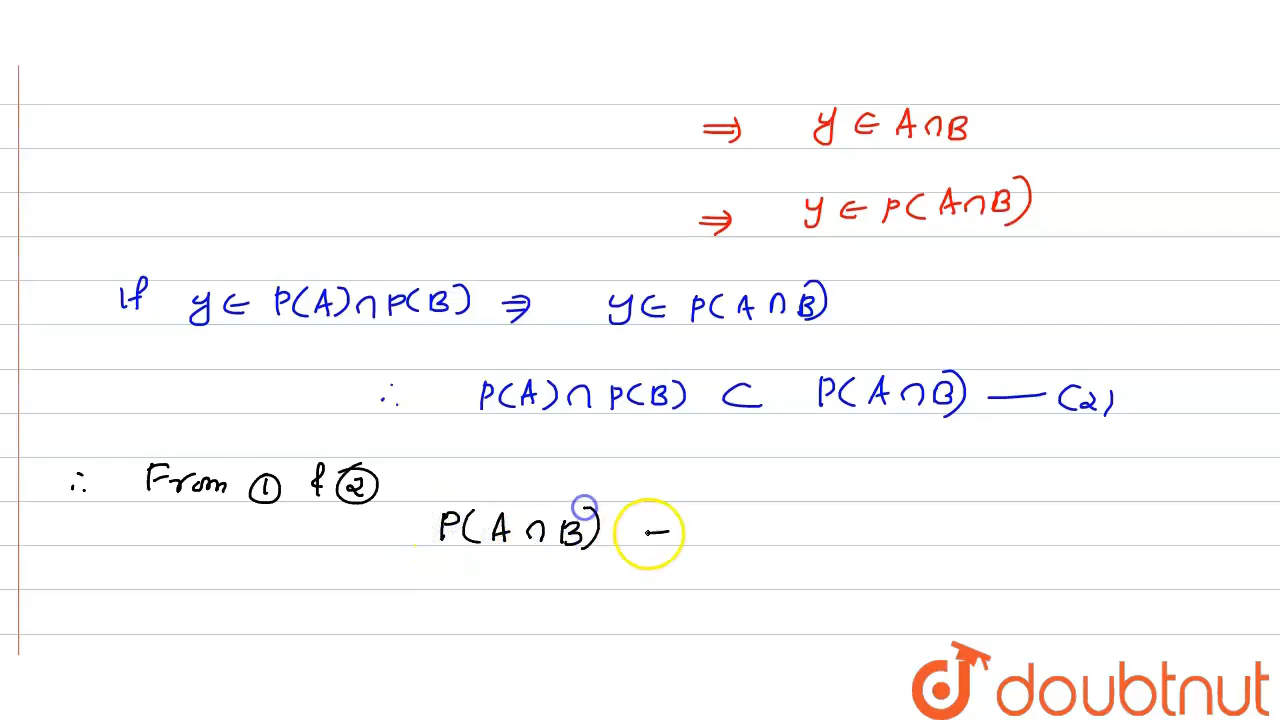 ⇒ y ∈ A∩B
⇒ y ∈ P(A∩B)
If y ∈ P(A)∩P(B) ⇒ y ∈ P(A∩B)
∴ P(A)∩P(B) ⊂ P(A∩B) — (2)
∴ From ① & ②
P(A∩B) -
doubtnut